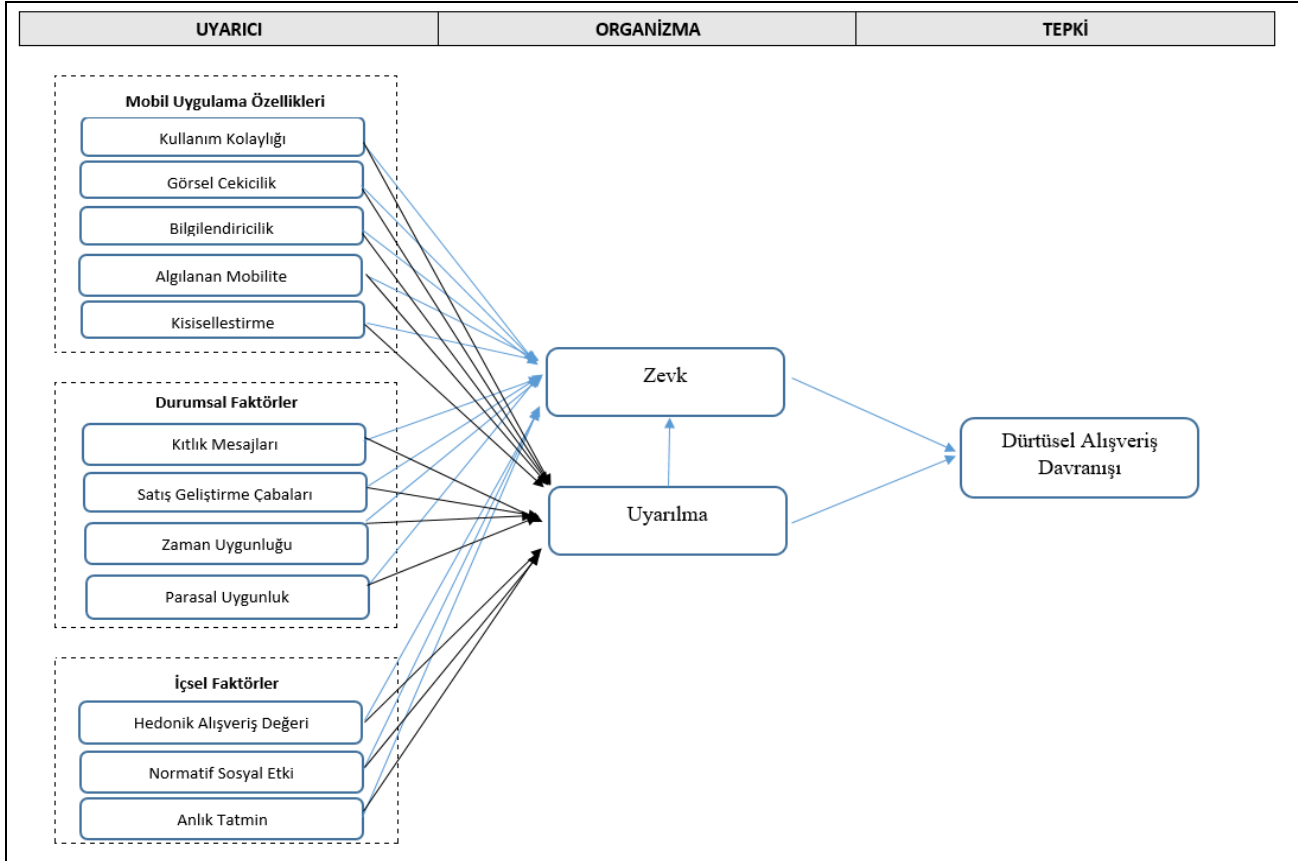 UYARICI
ORGANİZMA
TEPKİ
Mobil Uygulama Özellikleri
Kullanım Kolaylığı
Görsel Cekicilik
Bilgilendiricilik
Algılanan Mobilite
Kisisellestirme
Durumsal Faktörler
Kıtlık Mesajları
Satış Geliştirme Çabaları
Zaman Uygunluğu
Parasal Uygunluk
İçsel Faktörler
Hedonik Alışveriş Değeri
Normatif Sosyal Etki
Anlık Tatmin
Zevk
Uyarılma
Dürtüsel Alışveriş
Davranışı